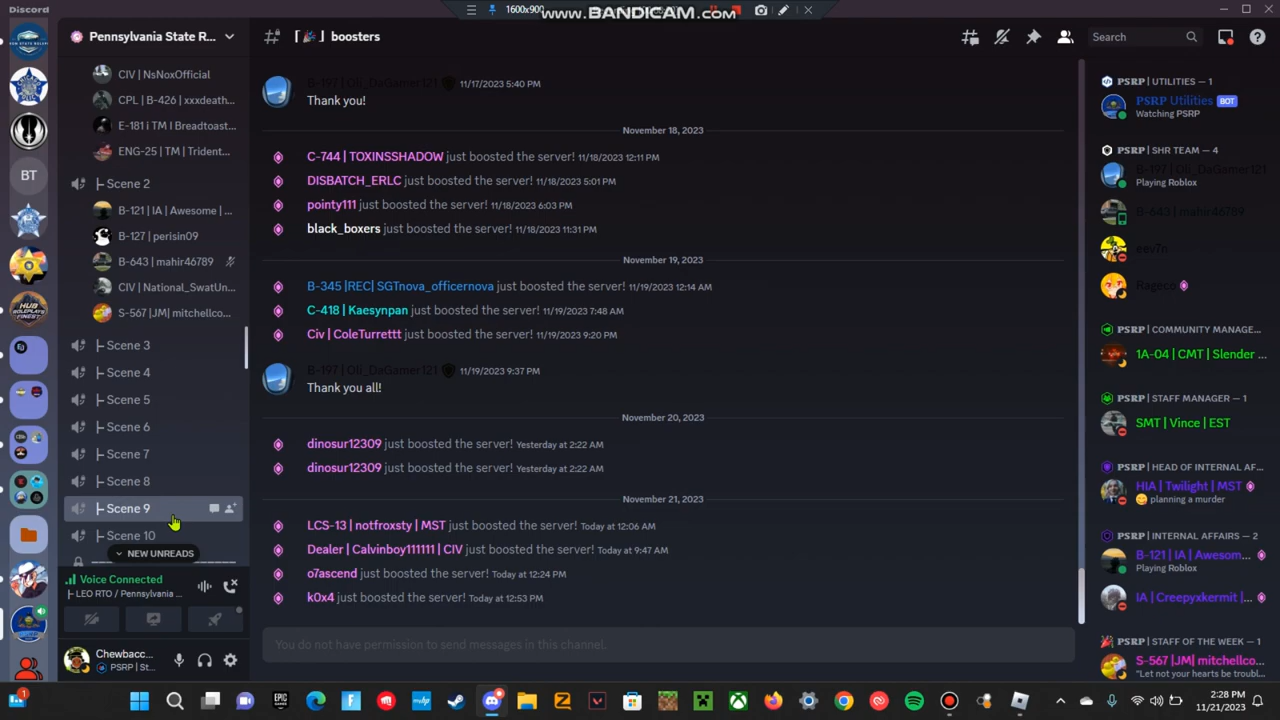 Discord
1600x900
www.BANDICAM.com
Pennsylvania State R...
CIV | NsNoxOfficial
CPL | B-426 | xxxdeath...
E-181 i TM I Breadtoast...
ENG-25 | TM | Trident...
Scene 2
B-121 | IA | Awesome | ...
B-127 | perisin09
B-643 | mahir46789
CIV | National_SwatUn...
S-567 |JM| mitchellco...
├ Scene 3
├ Scene 4
├ Scene 5
├ Scene 6
├ Scene 7
├ Scene 8
├ Scene 9
├ Scene 10
NEW UNREADS
Voice Connected
├ LEO RTO / Pennsylvania ...
Chewbacc...
PSRP | St...
BT
「🎉」boosters
Search
B-197 | Oli_DaGamer121 11/17/2023 5:40 PM
Thank you!
November 18, 2023
C-744 | TOXINSSHADOW just boosted the server! 11/18/2023 12:11 PM
DISBATCH_ERLC just boosted the server! 11/18/2023 5:01 PM
pointy111 just boosted the server! 11/18/2023 6:03 PM
black_boxers just boosted the server! 11/18/2023 11:31 PM
November 19, 2023
B-345 |REC| SGTnova_officernova just boosted the server! 11/19/2023 12:14 AM
C-418 | Kaesynpan just boosted the server! 11/19/2023 7:48 AM
Civ | ColeTurrettt just boosted the server! 11/19/2023 9:20 PM
B-197 | Oli_DaGamer121 11/19/2023 9:37 PM
Thank you all!
November 20, 2023
dinosur12309 just boosted the server! Yesterday at 2:22 AM
dinosur12309 just boosted the server! Yesterday at 2:22 AM
November 21, 2023
LCS-13 | notfroxsty | MST just boosted the server! Today at 12:06 AM
Dealer | Calvinboy111111 | CIV just boosted the server! Today at 9:47 AM
o7ascend just boosted the server! Today at 12:24 PM
k0x4 just boosted the server! Today at 12:53 PM
You do not have permission to send messages in this channel.
PSRP | UTILITIES — 1
PSRP Utilities BOT
Watching PSRP
PSRP | SHR TEAM — 4
B-197 | Oli_DaGamer121
Playing Roblox
B-643 | mahir46789
eev7n
Rageco
PSRP | COMMUNITY MANAGE...
1A-04 | CMT | Slender ...
PSRP | STAFF MANAGER — 1
SMT | Vince | EST
PSRP | HEAD OF INTERNAL AF...
HIA | Twilight | MST
😋 planning a murder
PSRP | INTERNAL AFFAIRS — 2
B-121 | IA | Awesom...
Playing Roblox
IA | Creepyxkermit |...
PSRP | STAFF OF THE WEEK — 1
S-567 |JM| mitchellco...
"Let not your hearts be troubl...
1
2:28 PM
11/21/2023